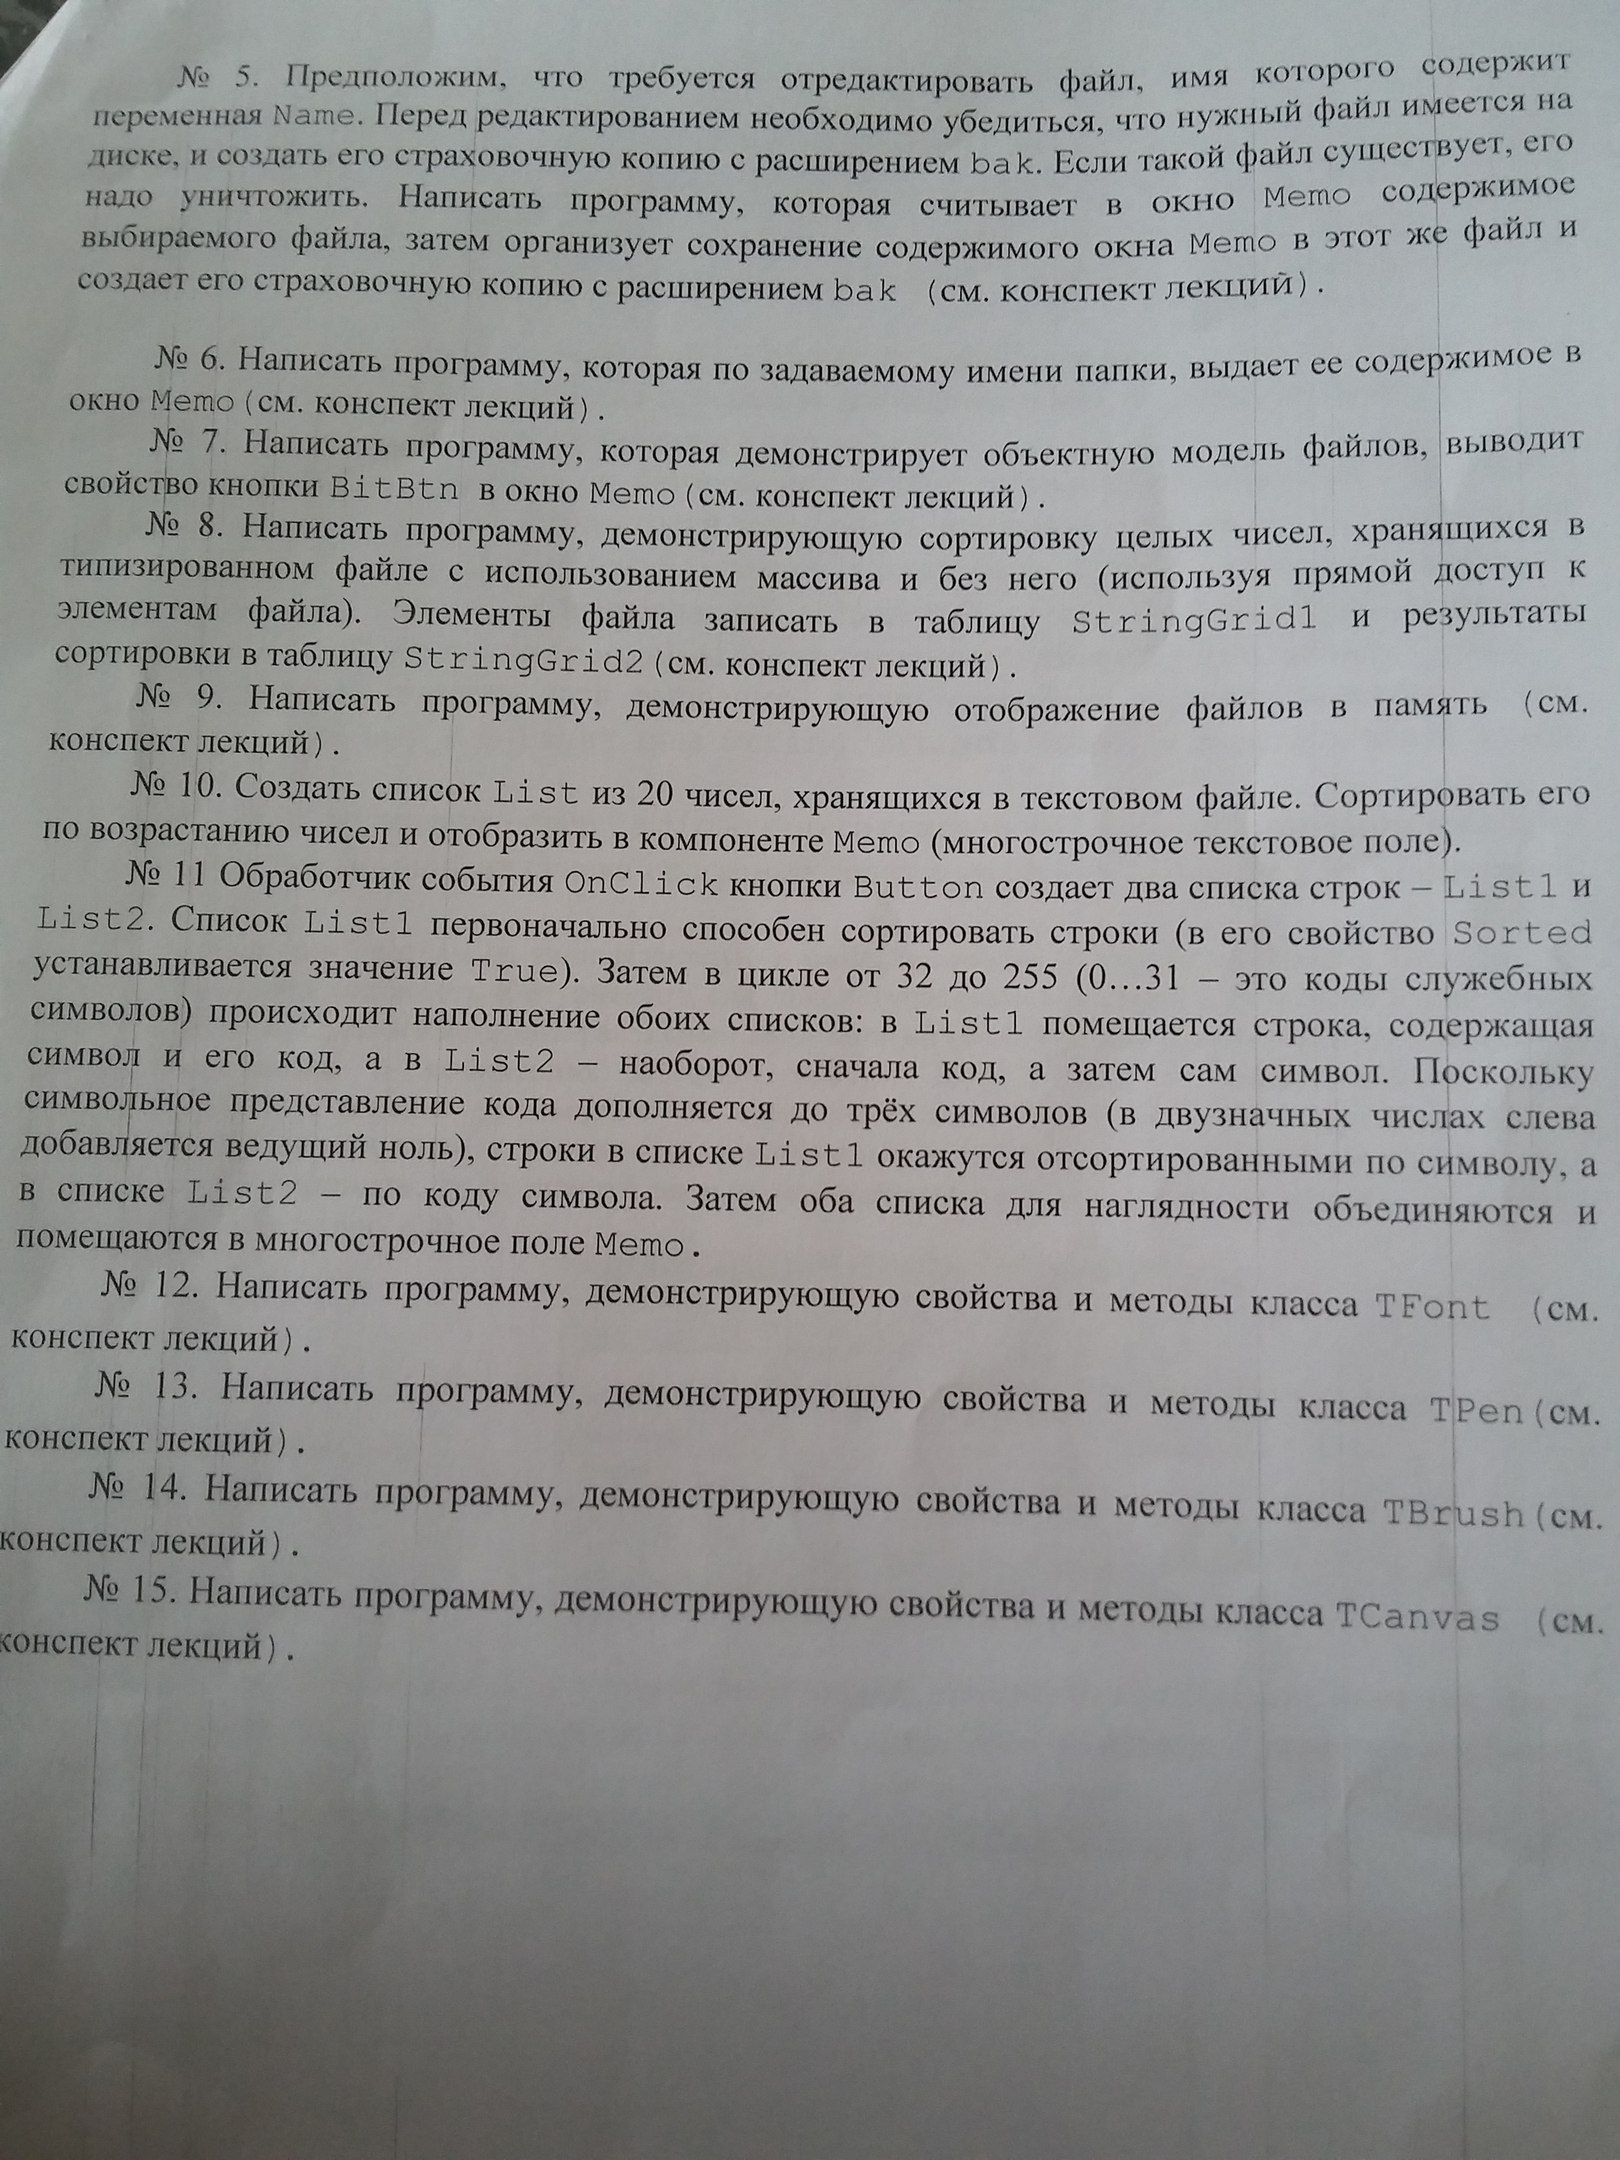 № 5. Предположим, что требуется отредактировать файл, имя которого содержит
переменная Name. Перед редактированием необходимо убедиться, что нужный файл имеется на
диске, и создать его страховочную копию с расширением bak. Если такой файл существует, его
надо уничтожить. Написать программу, которая считывает в окно Memo содержимое
выбираемого файла, затем организует сохранение содержимого окна Memo в этот же файл и
создает его страховочную копию с расширением bak (см. конспект лекций).
№ 6. Написать программу, которая по задаваемому имени папки, выдает ее содержимое в
окно Memo (см. конспект лекций).
№ 7. Написать программу, которая демонстрирует объектную модель файлов, выводит
свойство кнопки BitBtn в окно Memo (см. конспект лекций).
№ 8. Написать программу, демонстрирующую сортировку целых чисел, хранящихся в
типизированном файле с использованием массива и без него (используя прямой доступ к
элементам файла). Элементы файла записать в таблицу StringGrid1 и результаты
сортировки в таблицу StringGrid2 (см. конспект лекций).
№ 9. Написать программу, демонстрирующую отображение файлов в память (см.
конспект лекций).
№ 10. Создать список List из 20 чисел, хранящихся в текстовом файле. Сортировать его
по возрастанию чисел и отобразить в компоненте Memo (многострочное текстовое поле).
№ 11 Обработчик события OnClick кнопки Button создает два списка строк – List1 и
List2. Список List1 первоначально способен сортировать строки (в его свойство Sorted
устанавливается значение True). Затем в цикле от 32 до 255 (0…31 – это коды служебных
символов) происходит наполнение обоих списков: в List1 помещается строка, содержащая
символ и его код, а в List2 – наоборот, сначала код, а затем сам символ. Поскольку
символьное представление кода дополняется до трёх символов (в двузначных числах слева
добавляется ведущий ноль), строки в списке List1 окажутся отсортированными по символу, а
в списке List2 – по коду символа. Затем оба списка для наглядности объединяются и
помещаются в многострочное поле Memo.
№ 12. Написать программу, демонстрирующую свойства и методы класса TFont (см.
конспект лекций).
№ 13. Написать программу, демонстрирующую свойства и методы класса TPen (см.
конспект лекций).
№ 14. Написать программу, демонстрирующую свойства и методы класса TBrush (см.
конспект лекций).
№ 15. Написать программу, демонстрирующую свойства и методы класса TCanvas (см.
конспект лекций).